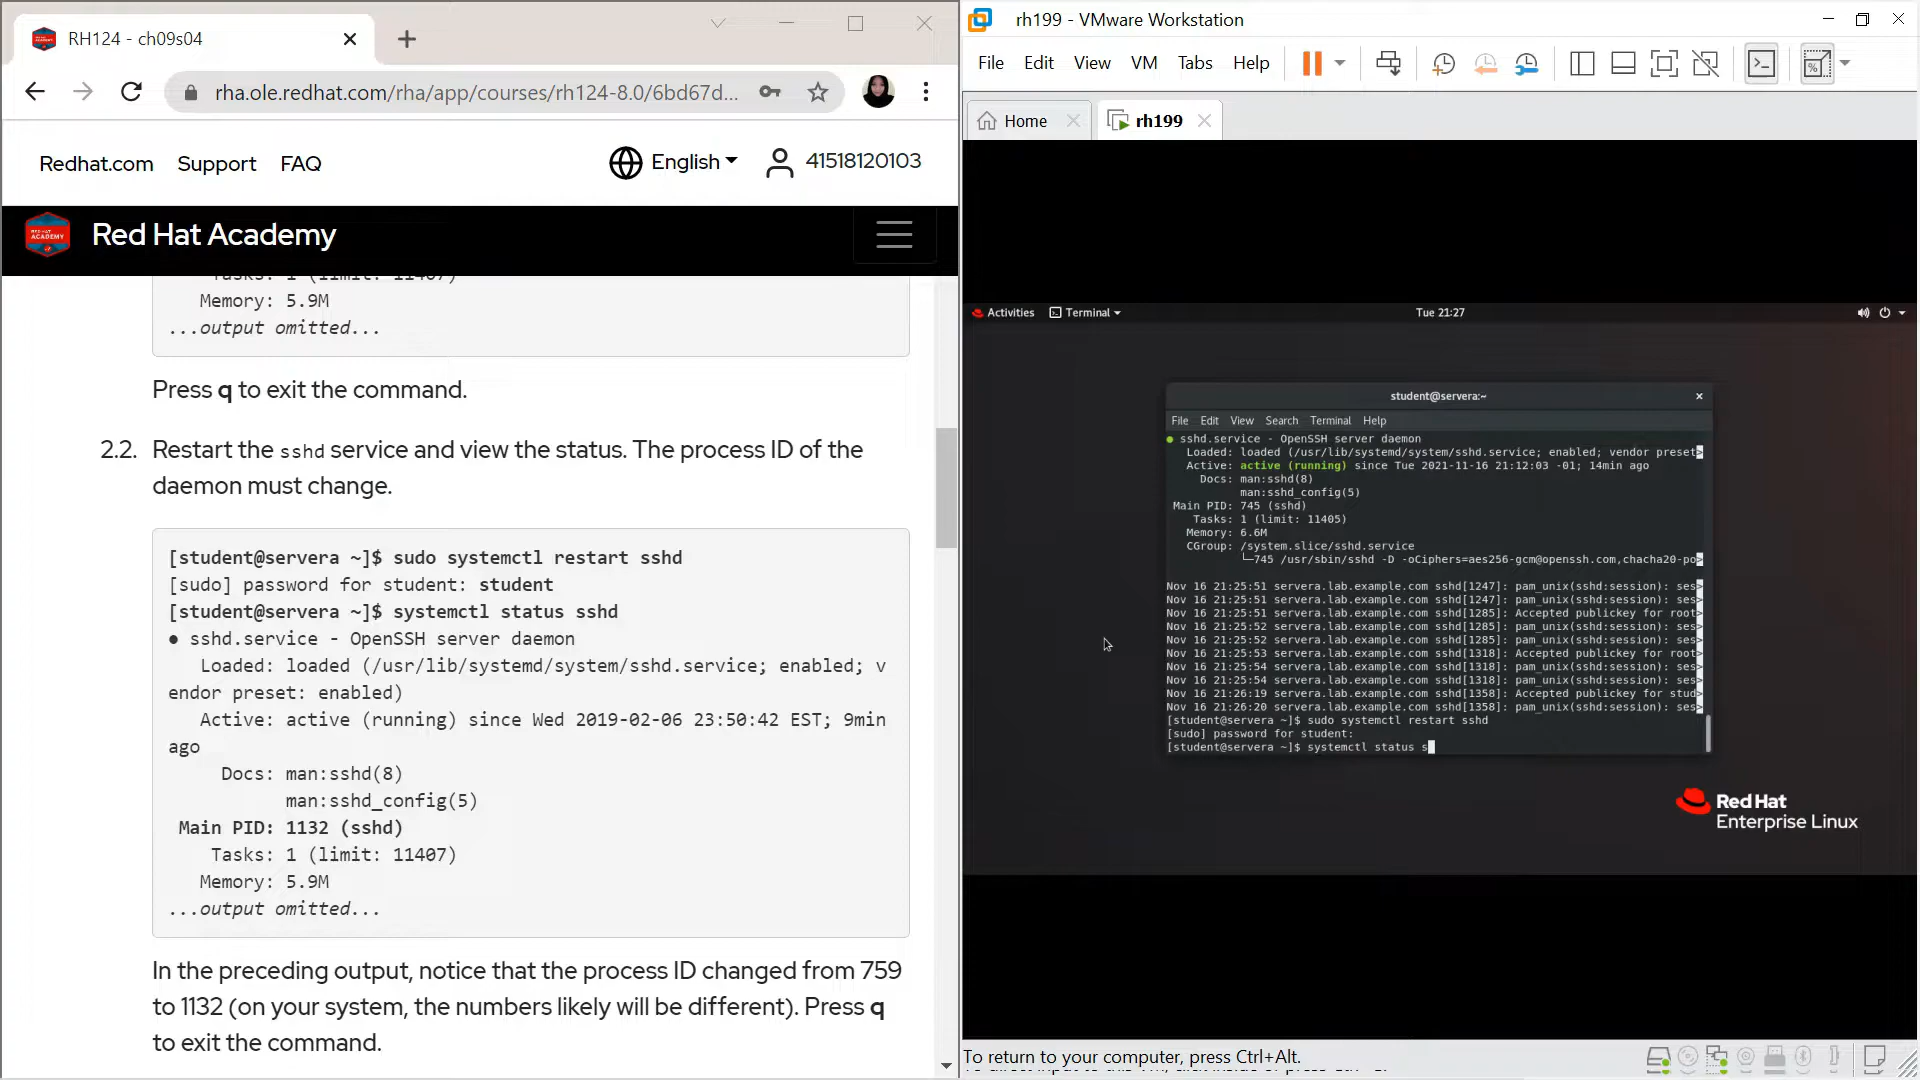 RH124 - ch09s04
rha.ole.redhat.com/rha/app/courses/rh124-8.0/6bd67d...
Redhat.com Support FAQ English 41518120103
RED HAT ACADEMY
Red Hat Academy
Tasks: 1 (limit: 11407)
Memory: 5.9M
...output omitted...
Press q to exit the command.
2.2. Restart the sshd service and view the status. The process ID of the
daemon must change.
[student@servera ~]$ sudo systemctl restart sshd
[sudo] password for student: student
[student@servera ~]$ systemctl status sshd
● sshd.service - OpenSSH server daemon
Loaded: loaded (/usr/lib/systemd/system/sshd.service; enabled; v
endor preset: enabled)
Active: active (running) since Wed 2019-02-06 23:50:42 EST; 9min
ago
Docs: man:sshd(8)
man:sshd_config(5)
Main PID: 1132 (sshd)
Tasks: 1 (limit: 11407)
Memory: 5.9M
...output omitted...
In the preceding output, notice that the process ID changed from 759
to 1132 (on your system, the numbers likely will be different). Press q
to exit the command.
rh199 - VMware Workstation
File Edit View VM Tabs Help
Home rh199
Activities Terminal Tue 21:27
student@servera:~
File Edit View Search Terminal Help
● sshd.service - OpenSSH server daemon
Loaded: loaded (/usr/lib/systemd/system/sshd.service; enabled; vendor preset>
Active: active (running) since Tue 2021-11-16 21:12:03 -01; 14min ago
Docs: man:sshd(8)
man:sshd_config(5)
Main PID: 745 (sshd)
Tasks: 1 (limit: 11405)
Memory: 6.6M
CGroup: /system.slice/sshd.service
└─745 /usr/sbin/sshd -D -oCiphers=aes256-gcm@openssh.com,chacha20-po>
Nov 16 21:25:51 servera.lab.example.com sshd[1247]: pam_unix(sshd:session): ses>
Nov 16 21:25:51 servera.lab.example.com sshd[1247]: pam_unix(sshd:session): ses>
Nov 16 21:25:51 servera.lab.example.com sshd[1285]: Accepted publickey for root>
Nov 16 21:25:52 servera.lab.example.com sshd[1285]: pam_unix(sshd:session): ses>
Nov 16 21:25:52 servera.lab.example.com sshd[1285]: pam_unix(sshd:session): ses>
Nov 16 21:25:53 servera.lab.example.com sshd[1318]: Accepted publickey for root>
Nov 16 21:25:54 servera.lab.example.com sshd[1318]: pam_unix(sshd:session): ses>
Nov 16 21:25:54 servera.lab.example.com sshd[1318]: pam_unix(sshd:session): ses>
Nov 16 21:26:19 servera.lab.example.com sshd[1358]: Accepted publickey for stud>
Nov 16 21:26:20 servera.lab.example.com sshd[1358]: pam_unix(sshd:session): ses>
[student@servera ~]$ sudo systemctl restart sshd
[sudo] password for student:
[student@servera ~]$ systemctl status s
Red Hat
Enterprise Linux
To return to your computer, press Ctrl+Alt.